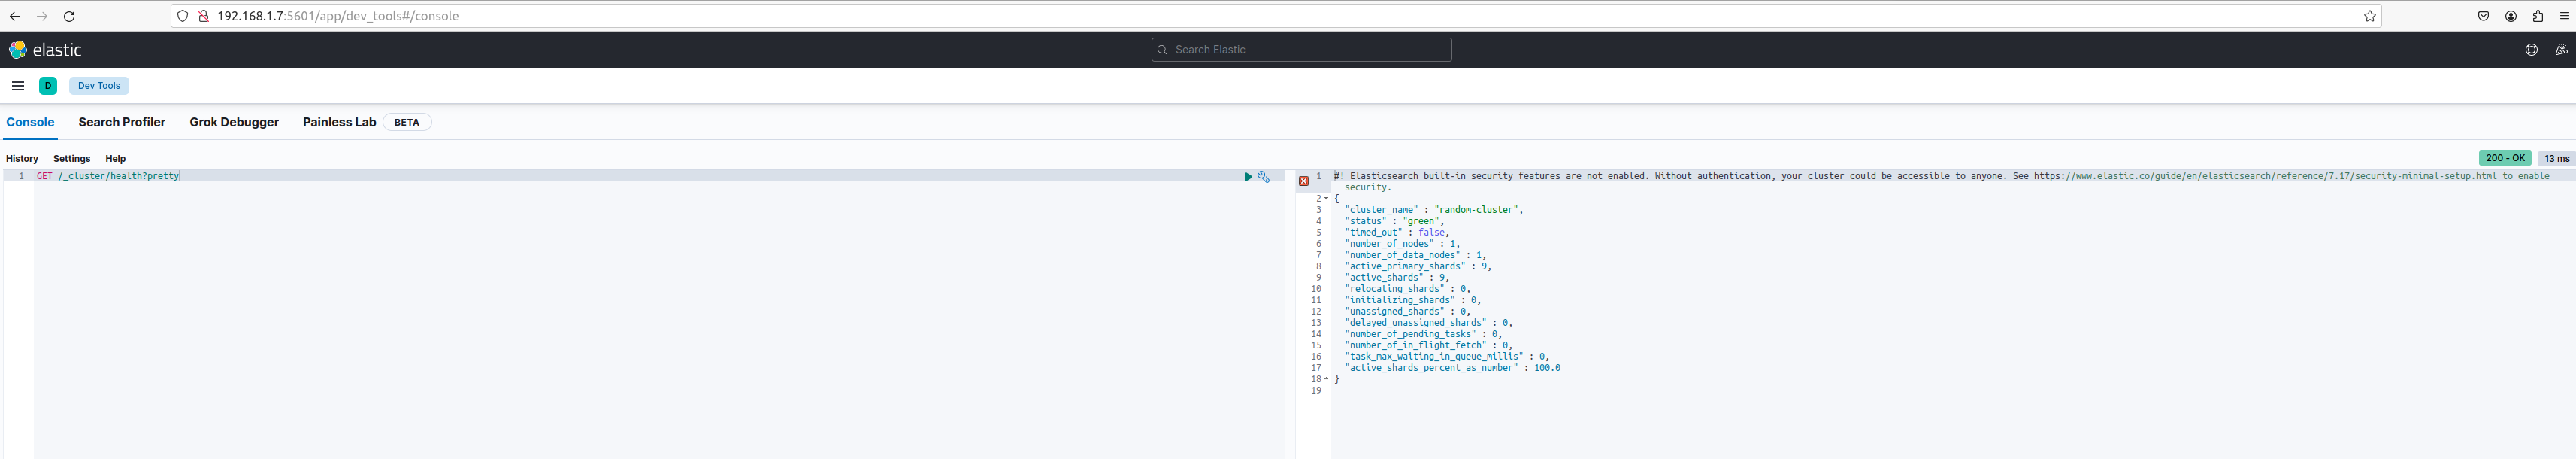 192.168.1.7:5601/app/dev_tools#/console
elastic
Search Elastic
D Dev Tools
Console Search Profiler Grok Debugger Painless Lab BETA
History Settings Help
200 - OK 13 ms
1 GET /_cluster/health?pretty
1 #! Elasticsearch built-in security features are not enabled. Without authentication, your cluster could be accessible to anyone. See https://www.elastic.co/guide/en/elasticsearch/reference/7.17/security-minimal-setup.html to enable
security.
2 {
3 "cluster_name" : "random-cluster",
4 "status" : "green",
5 "timed_out" : false,
6 "number_of_nodes" : 1,
7 "number_of_data_nodes" : 1,
8 "active_primary_shards" : 9,
9 "active_shards" : 9,
10 "relocating_shards" : 0,
11 "initializing_shards" : 0,
12 "unassigned_shards" : 0,
13 "delayed_unassigned_shards" : 0,
14 "number_of_pending_tasks" : 0,
15 "number_of_in_flight_fetch" : 0,
16 "task_max_waiting_in_queue_millis" : 0,
17 "active_shards_percent_as_number" : 100.0
18 }
19